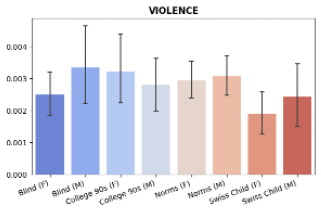 VIOLENCE
0.004
0.003
0.002
0.001
0.000
Blind (F)
Blind (M)
College 90s (F)
College 90s (M)
Norms (F)
Norms (M)
Swiss Child (F)
Swiss Child (M)